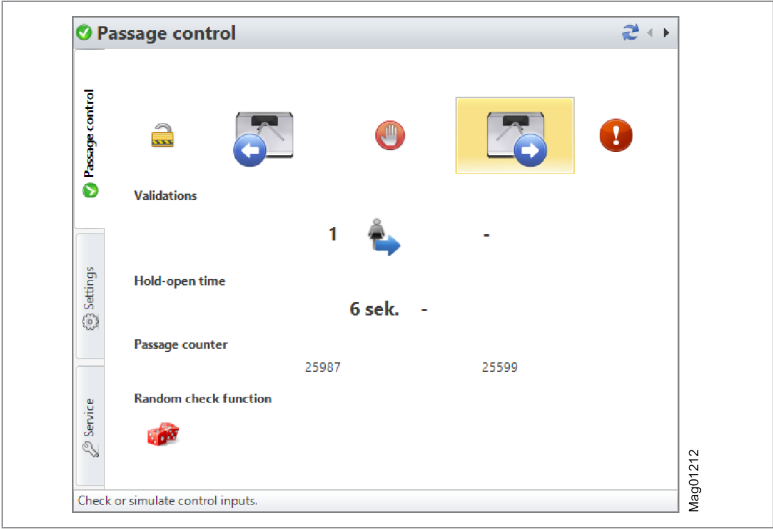 Passage control
Passage control
Settings
Service
Validations
1 -
Hold-open time
6 sek. -
Passage counter
25987 25599
Random check function
Check or simulate control inputs.
Mag01212